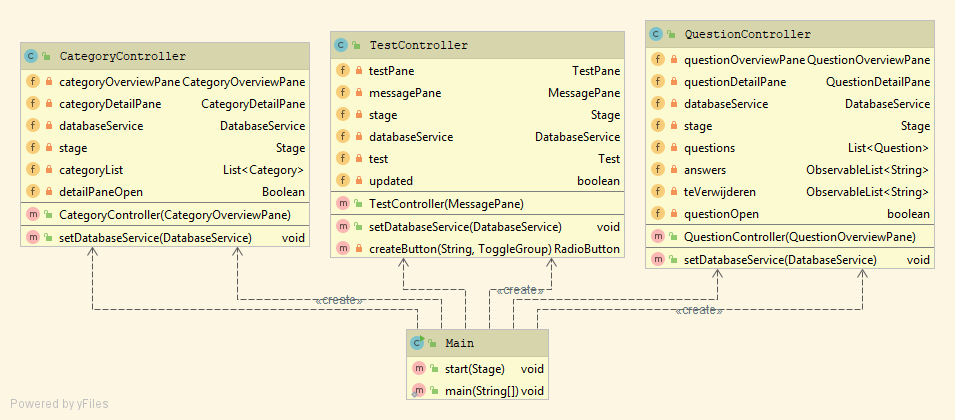 CategoryController
categoryOverviewPane CategoryOverviewPane
categoryDetailPane CategoryDetailPane
databaseService DatabaseService
stage Stage
categoryList List<Category>
detailPaneOpen Boolean
CategoryController(CategoryOverviewPane)
setDatabaseService(DatabaseService) void
TestController
testPane TestPane
messagePane MessagePane
stage Stage
databaseService DatabaseService
test Test
updated boolean
TestController(MessagePane)
setDatabaseService(DatabaseService) void
createButton(String, ToggleGroup) RadioButton
QuestionController
questionOverviewPane QuestionOverviewPane
questionDetailPane QuestionDetailPane
databaseService DatabaseService
stage Stage
questions List<Question>
answers ObservableList<String>
teVerwijderen ObservableList<String>
questionOpen boolean
QuestionController(QuestionOverviewPane)
setDatabaseService(DatabaseService) void
«create»
«create»
«create»
Main
start(Stage) void
main(String[]) void
Powered by yFiles